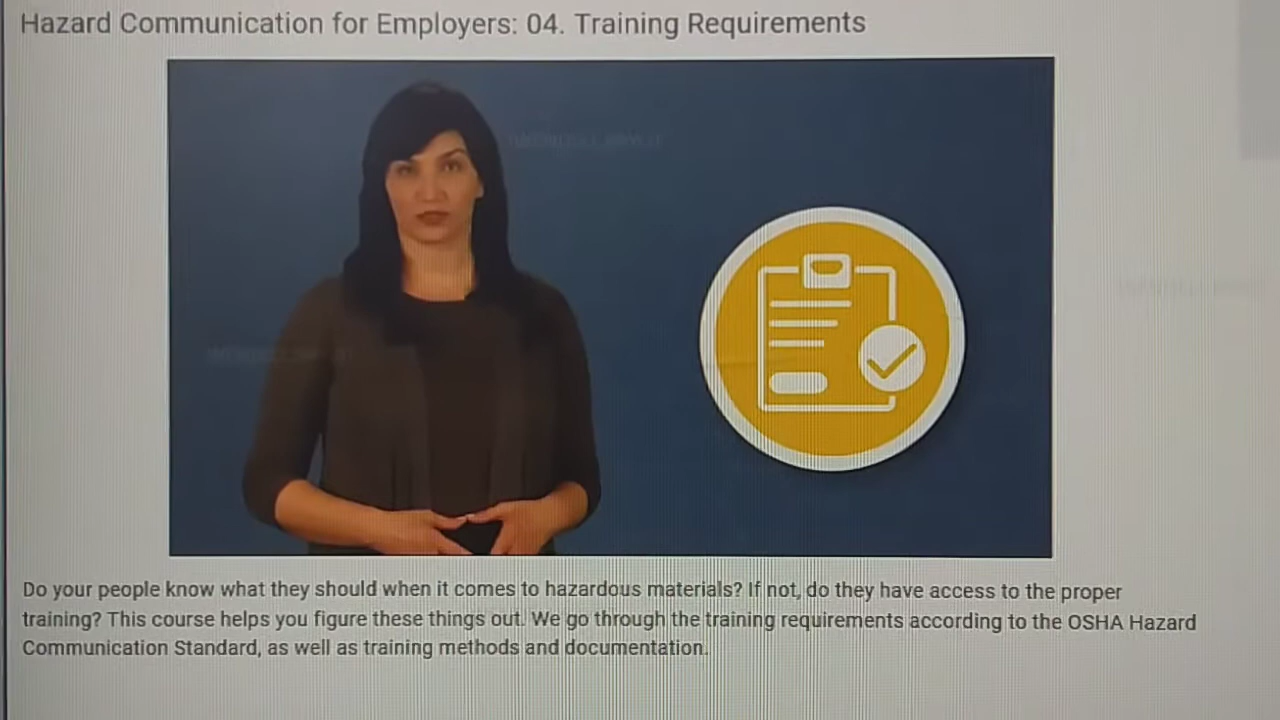 Hazard Communication for Employers: 04. Training Requirements
Do your people know what they should when it comes to hazardous materials? If not, do they have access to the proper
training? This course helps you figure these things out. We go through the training requirements according to the OSHA Hazard
Communication Standard, as well as training methods and documentation.